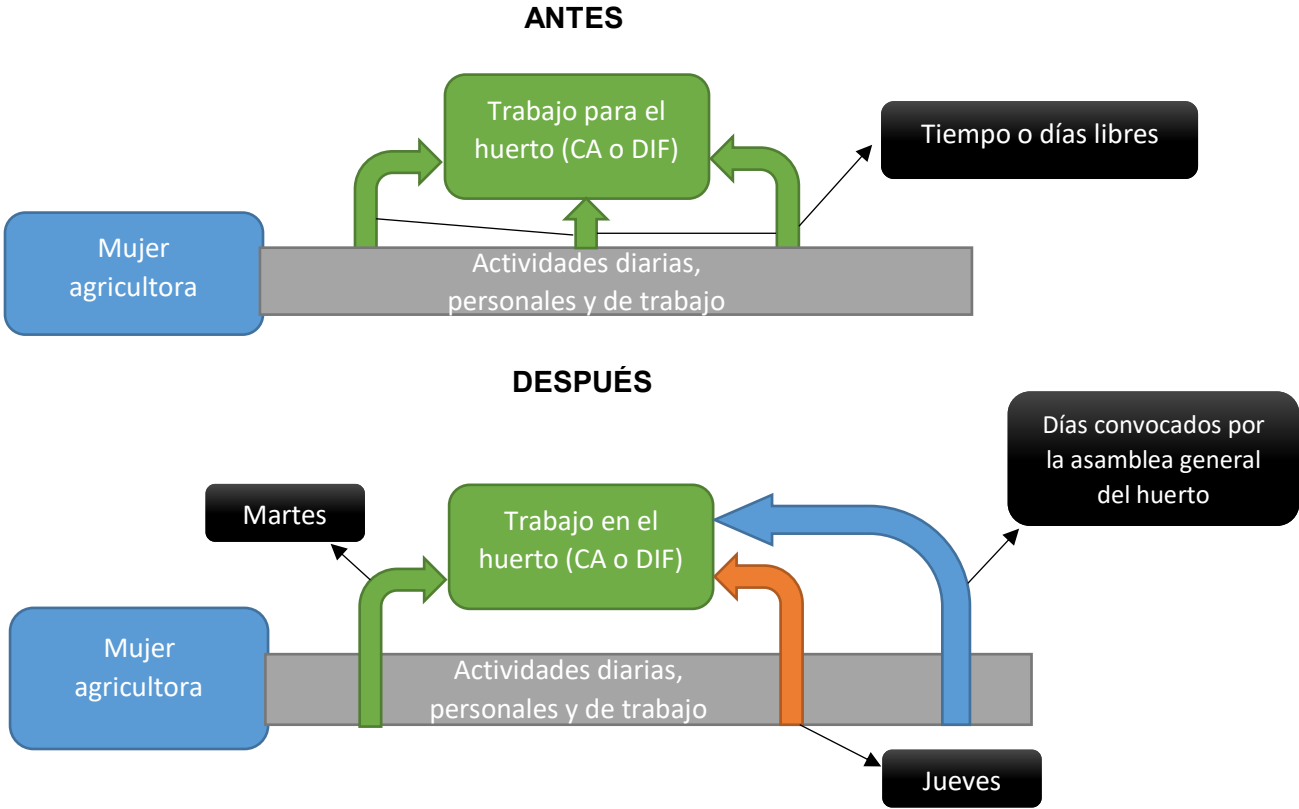 ANTES
Trabajo para el
huerto (CA o DIF)
Tiempo o días libres
Mujer
agricultora
Actividades diarias,
personales y de trabajo
DESPUÉS
Días convocados por
la asamblea general
del huerto
Martes
Trabajo en el
huerto (CA o DIF)
Mujer
agricultora
Actividades diarias,
personales y de trabajo
Jueves